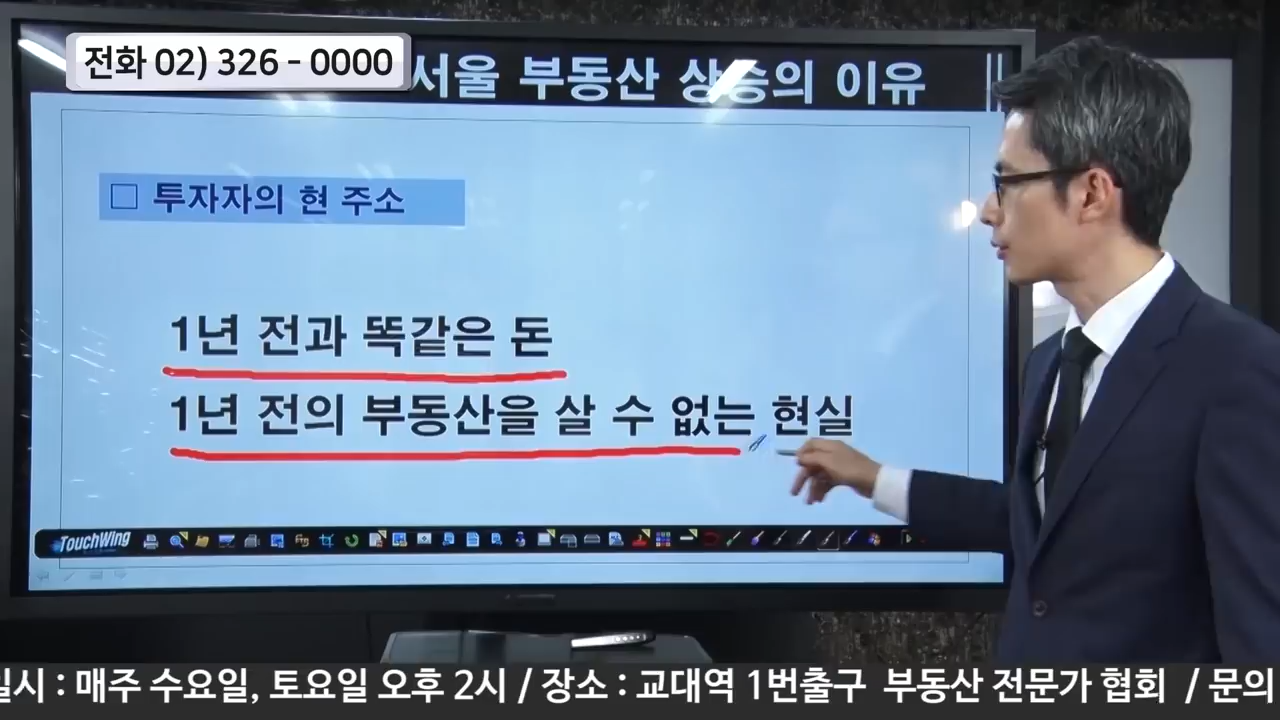 전화 02) 326 - 0000
서울 부동산 상승의 이유
□ 투자자의 현 주소
1년 전과 똑같은 돈
1년 전의 부동산을 살 수 없는 현실
TouchWing
일시 : 매주 수요일, 토요일 오후 2시 / 장소 : 교대역 1번출구 부동산 전문가 협회 / 문의